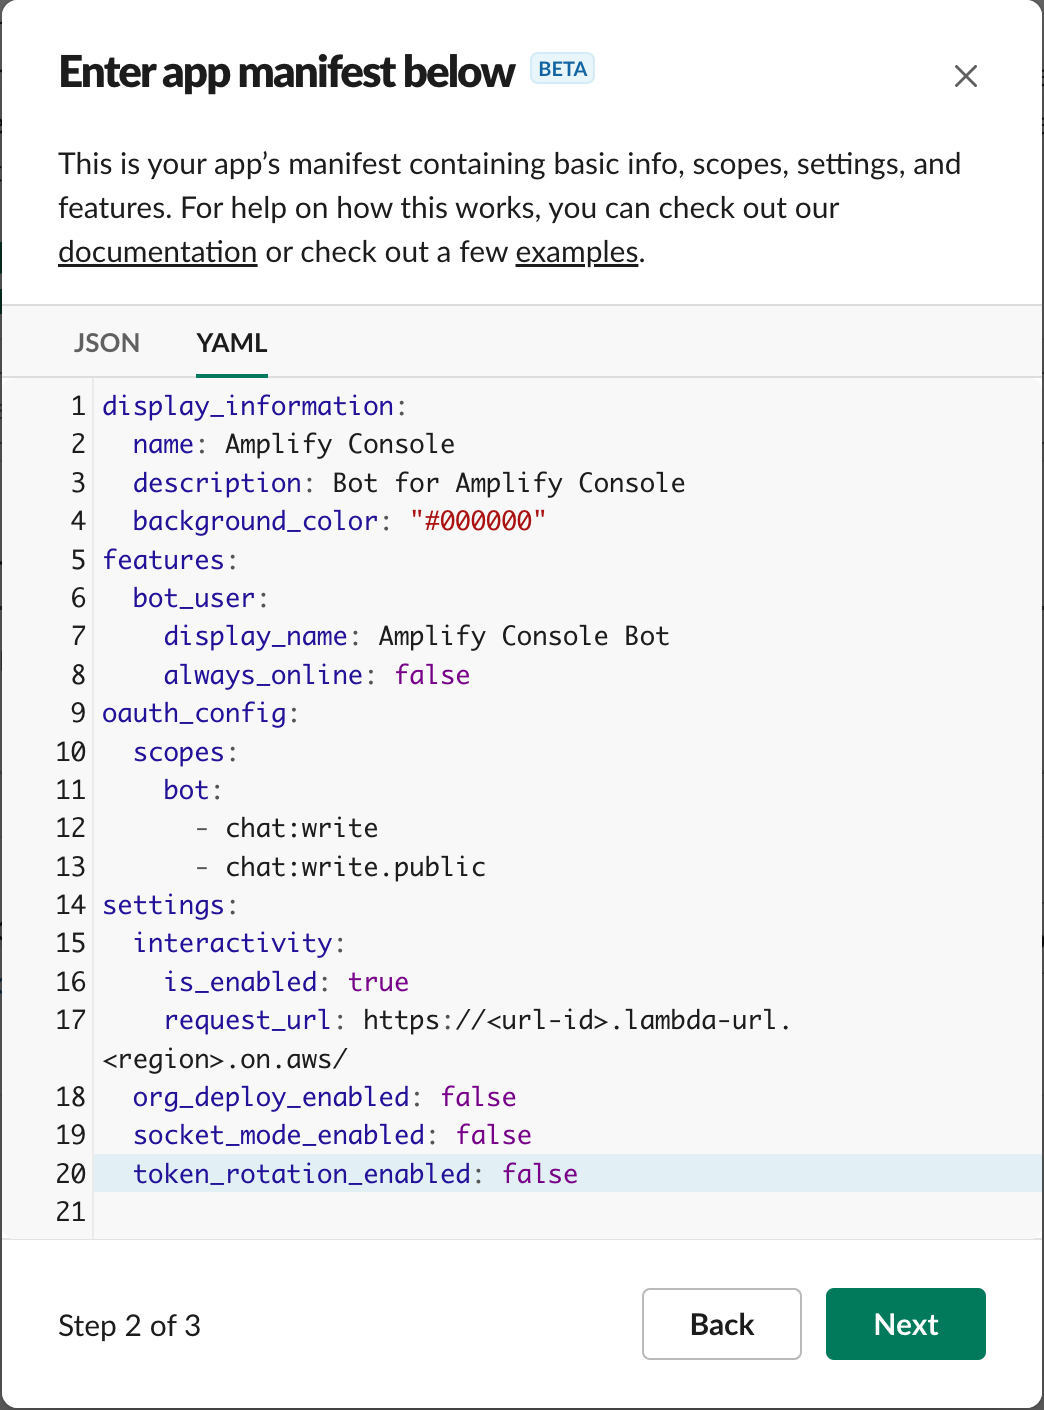 Enter app manifest below BETA
This is your app’s manifest containing basic info, scopes, settings, and
features. For help on how this works, you can check out our
documentation or check out a few examples.
JSON YAML
1 display_information:
2   name: Amplify Console
3   description: Bot for Amplify Console
4   background_color: "#000000"
5 features:
6   bot_user:
7     display_name: Amplify Console Bot
8     always_online: false
9 oauth_config:
10   scopes:
11     bot:
12       - chat:write
13       - chat:write.public
14 settings:
15   interactivity:
16     is_enabled: true
17     request_url: https://<url-id>.lambda-url.
<region>.on.aws/
18   org_deploy_enabled: false
19   socket_mode_enabled: false
20   token_rotation_enabled: false
21
Step 2 of 3 Back Next